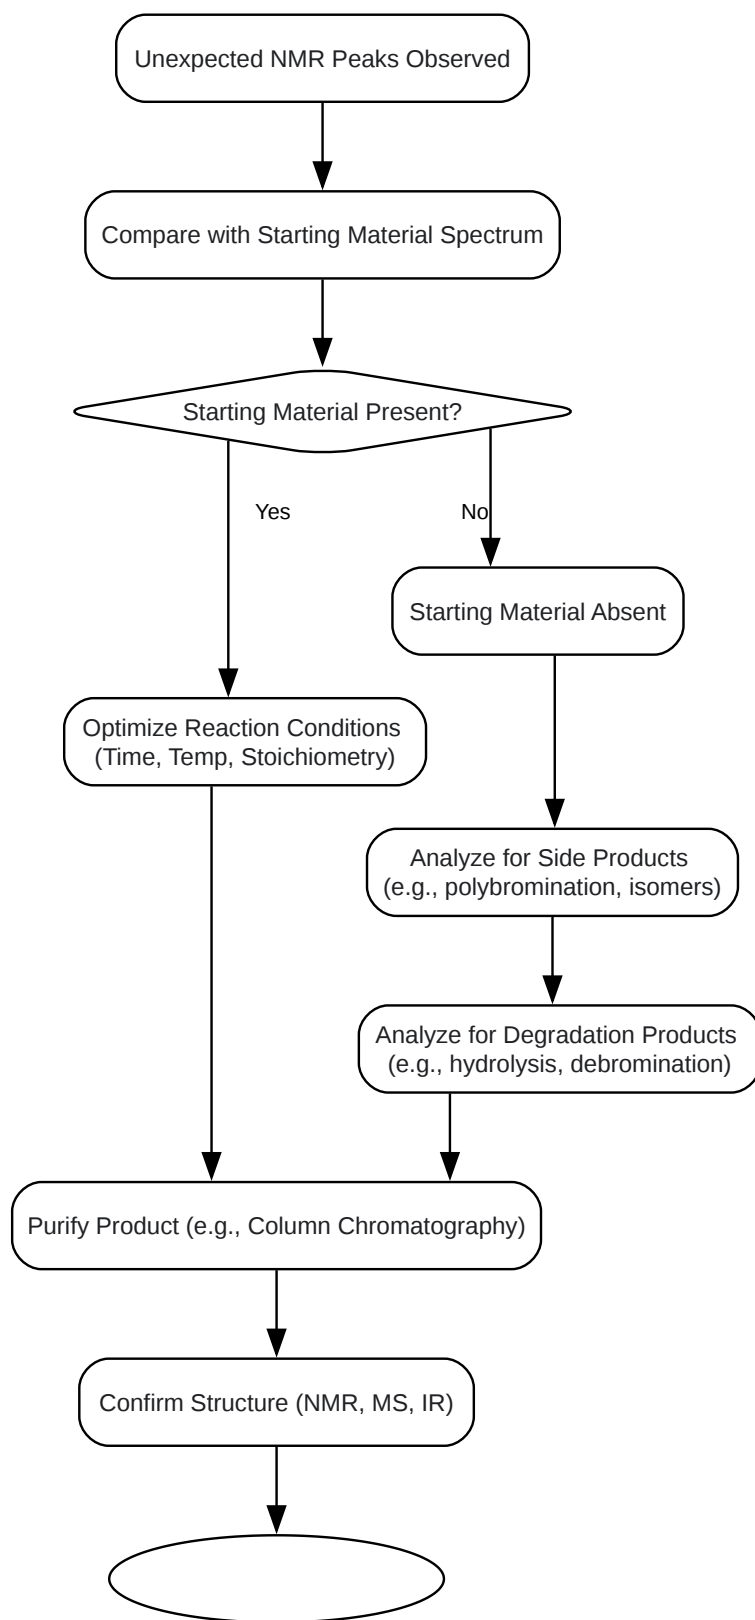 Unexpected NMR Peaks Observed
Compare with Starting Material Spectrum
Starting Material Present?
Yes
No
Starting Material Absent
Optimize Reaction Conditions
(Time, Temp, Stoichiometry)
Analyze for Side Products
(e.g., polybromination, isomers)
Analyze for Degradation Products
(e.g., hydrolysis, debromination)
Purify Product (e.g., Column Chromatography)
Confirm Structure (NMR, MS, IR)